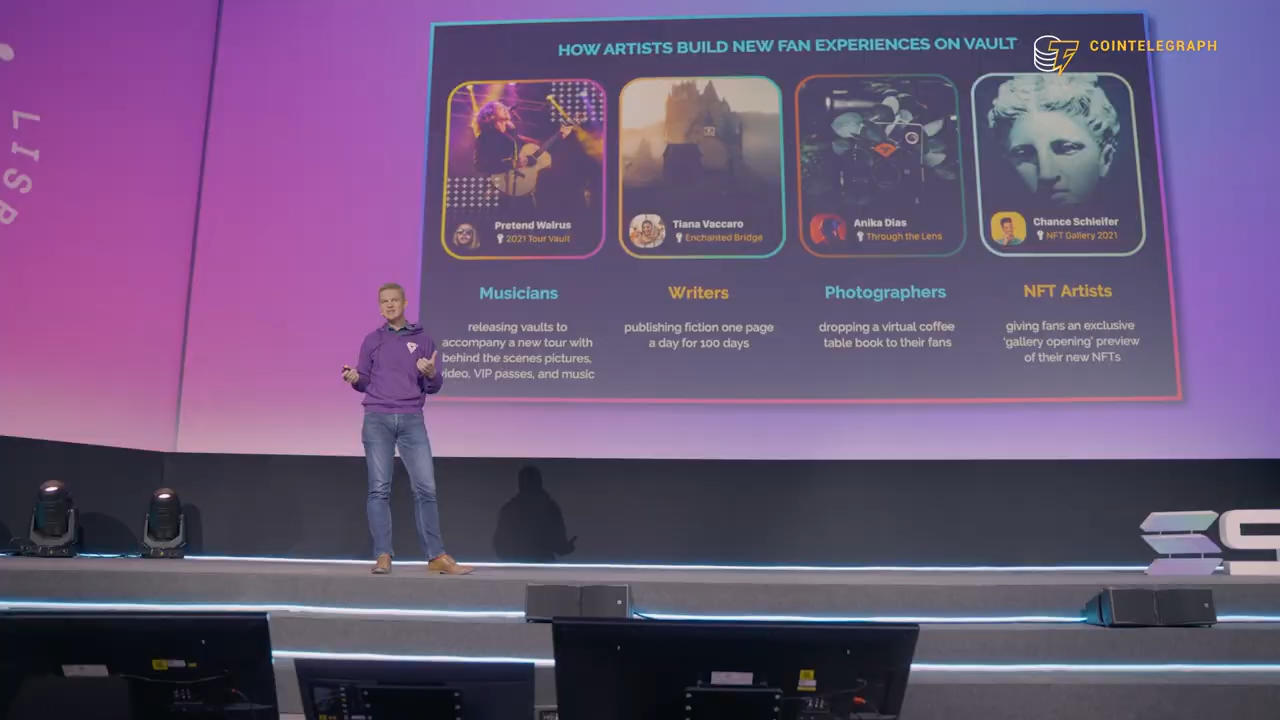 LISB
HOW ARTISTS BUILD NEW FAN EXPERIENCES ON VAULT
COINTELEGRAPH
Pretend Walrus
2021 Tour Vault
Tiana Vaccaro
Enchanted Bridge
Anika Dias
Through the Lens
Chance Schleifer
NFT Gallery 2021
Musicians
releasing vaults to
accompany a new tour with
behind the scenes pictures,
video, VIP passes, and music
Writers
publishing fiction one page
a day for 100 days
Photographers
dropping a virtual coffee
table book to their fans
NFT Artists
giving fans an exclusive
'gallery opening' preview
of their new NFTs
S